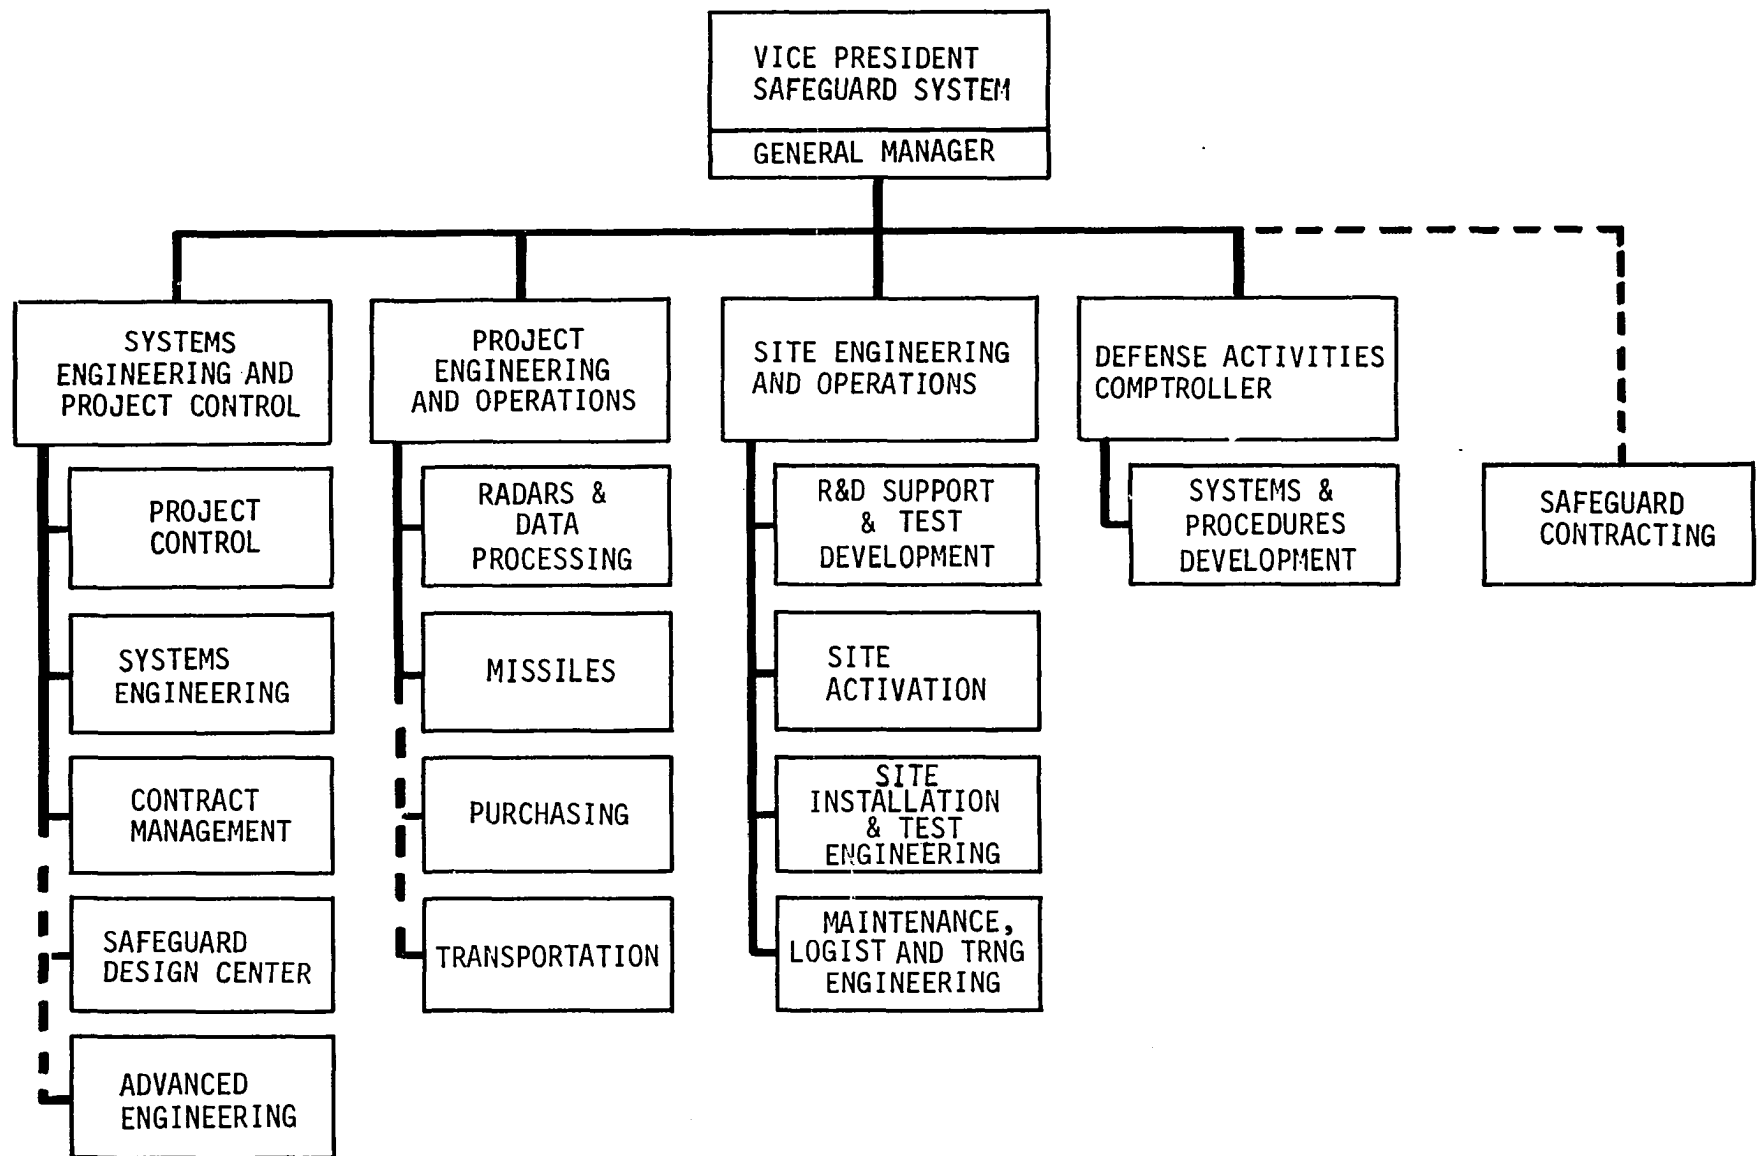 VICE PRESIDENT
SAFEGUARD SYSTEM
GENERAL MANAGER
SYSTEMS
ENGINEERING AND
PROJECT CONTROL
PROJECT
CONTROL
SYSTEMS
ENGINEERING
CONTRACT
MANAGEMENT
SAFEGUARD
DESIGN CENTER
ADVANCED
ENGINEERING
PROJECT
ENGINEERING
AND OPERATIONS
RADARS &
DATA
PROCESSING
MISSILES
PURCHASING
TRANSPORTATION
SITE ENGINEERING
AND OPERATIONS
R&D SUPPORT
& TEST
DEVELOPMENT
SITE
ACTIVATION
SITE
INSTALLATION
& TEST
ENGINEERING
MAINTENANCE,
LOGIST AND TRNG
ENGINEERING
DEFENSE ACTIVITIES
COMPTROLLER
SYSTEMS &
PROCEDURES
DEVELOPMENT
SAFEGUARD
CONTRACTING